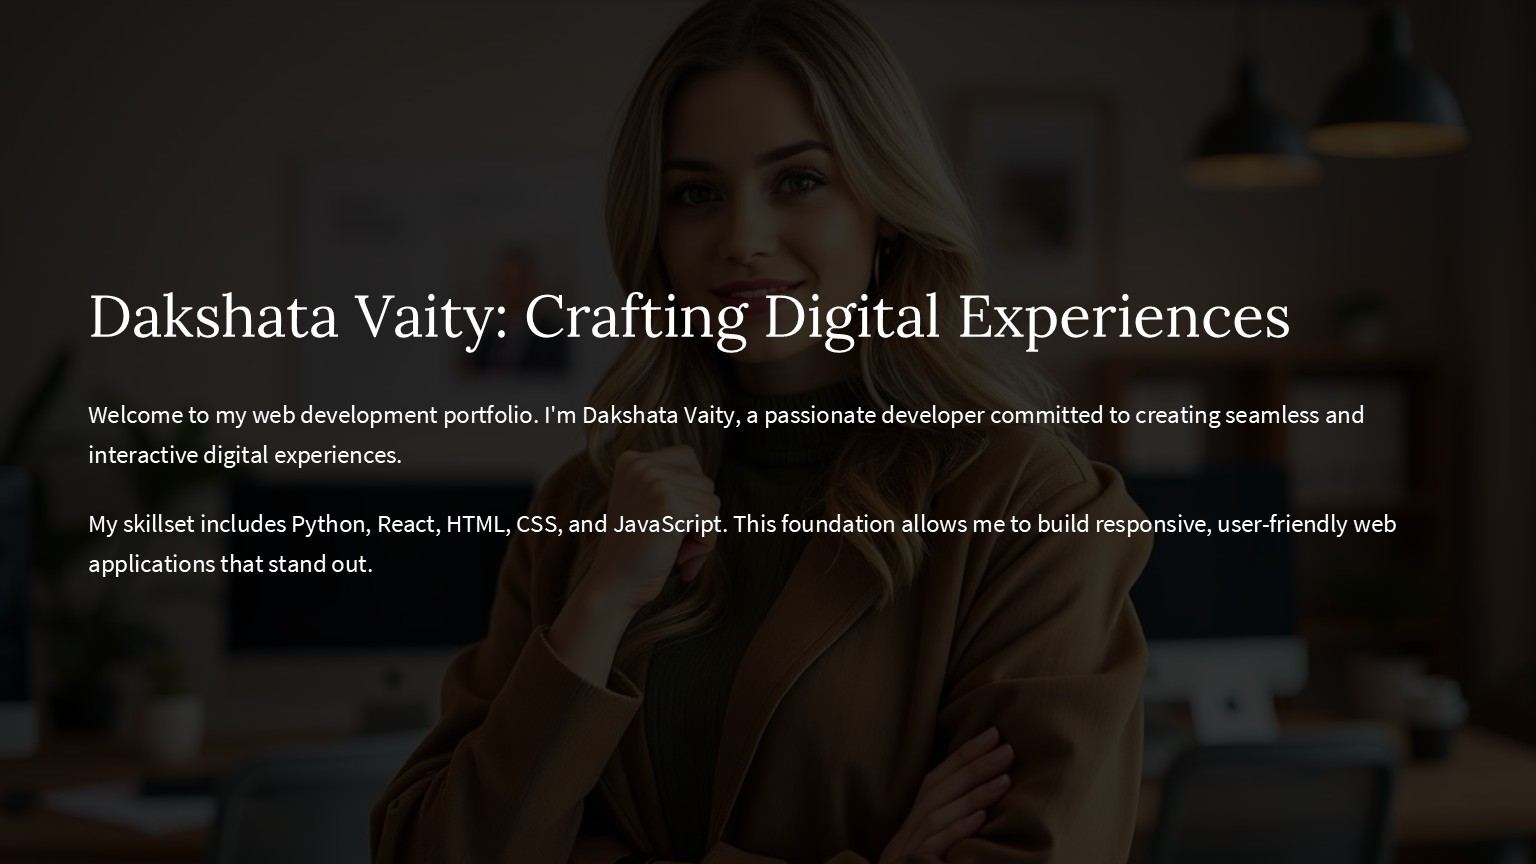 Dakshata Vaity: Crafting Digital Experiences
Welcome to my web development portfolio. I'm Dakshata Vaity, a passionate developer committed to creating seamless and
interactive digital experiences.
My skillset includes Python, React, HTML, CSS, and JavaScript. This foundation allows me to build responsive, user-friendly web
applications that stand out.